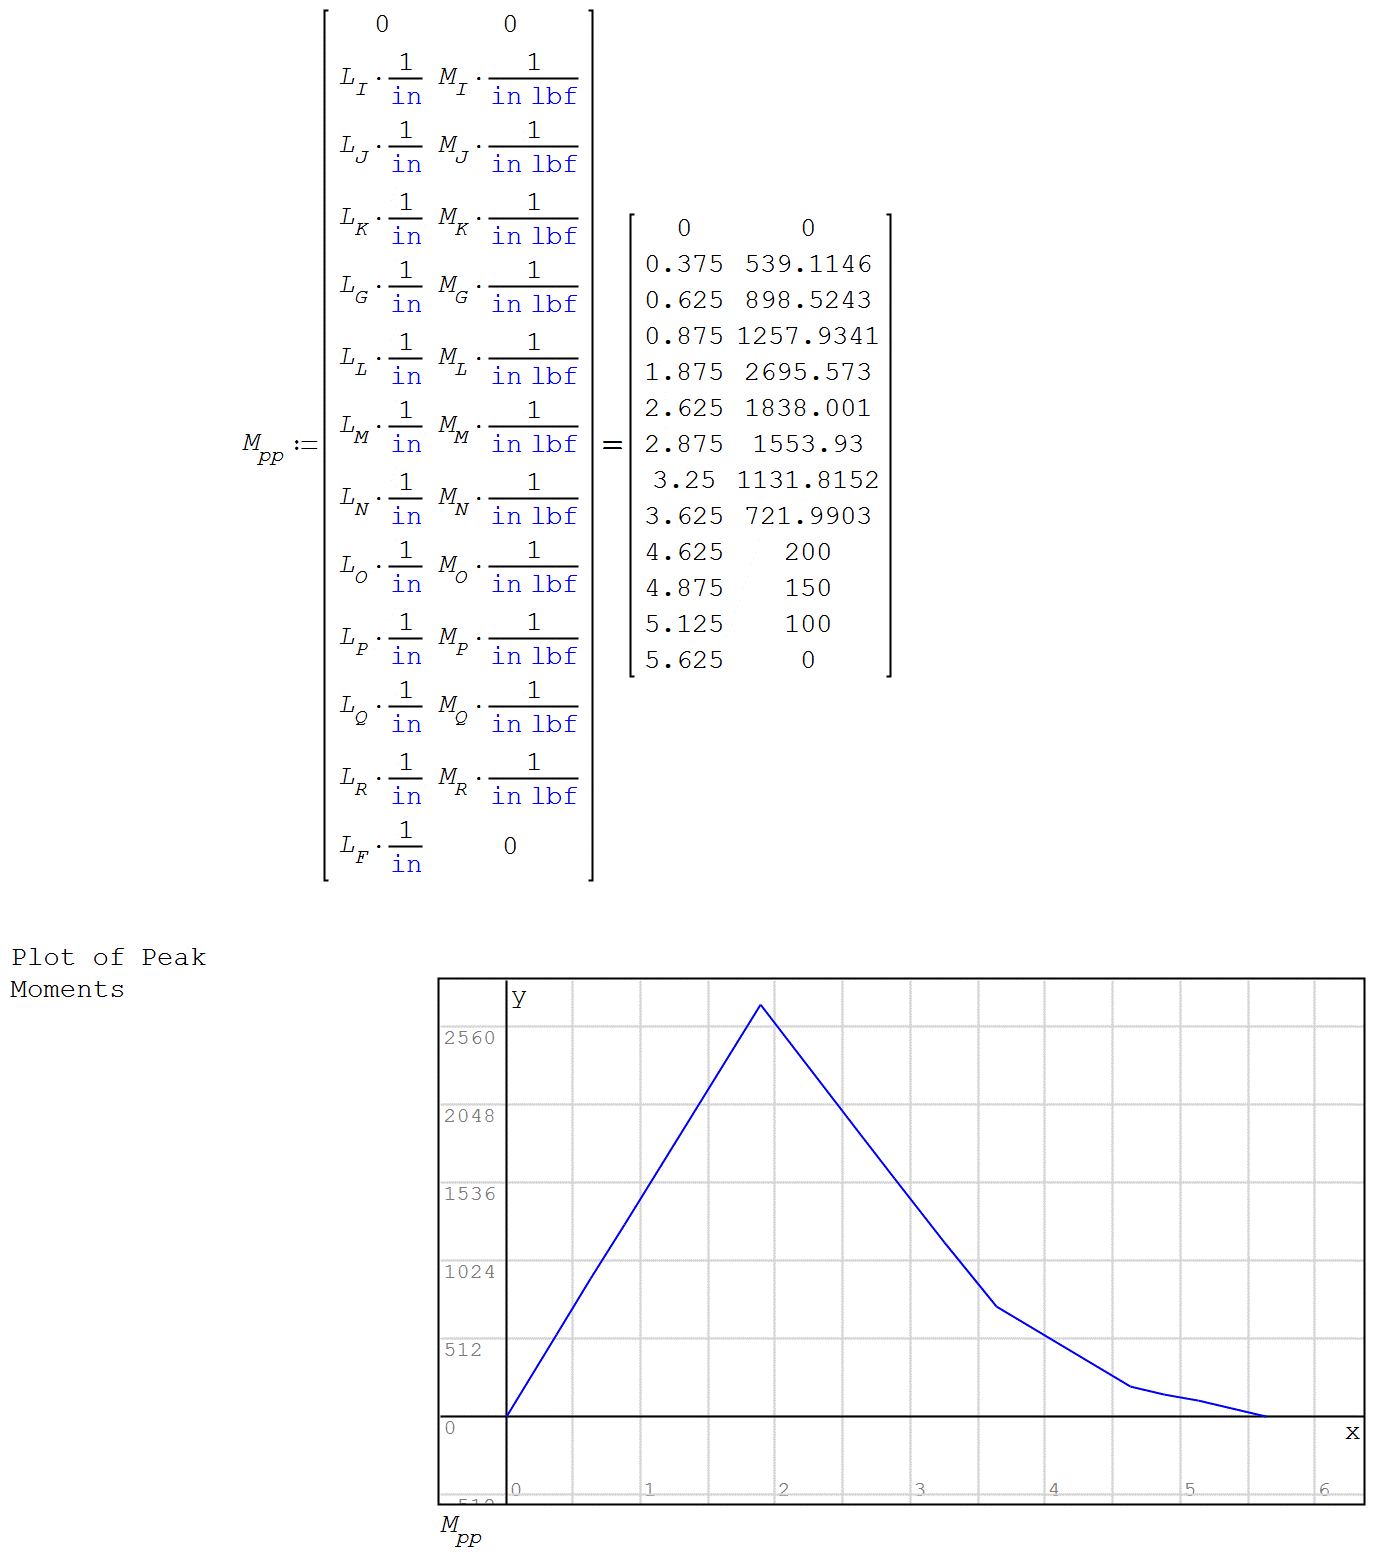 0 0
L_I · 1/in M_I · 1/in lbf
L_J · 1/in M_J · 1/in lbf
L_K · 1/in M_K · 1/in lbf
L_G · 1/in M_G · 1/in lbf
L_L · 1/in M_L · 1/in lbf
M_pp := L_M · 1/in M_M · 1/in lbf =
L_N · 1/in M_N · 1/in lbf
L_O · 1/in M_O · 1/in lbf
L_P · 1/in M_P · 1/in lbf
L_Q · 1/in M_Q · 1/in lbf
L_R · 1/in M_R · 1/in lbf
L_F · 1/in 0
0 0
0.375 539.1146
0.625 898.5243
0.875 1257.9341
1.875 2695.573
2.625 1838.001
2.875 1553.93
3.25 1131.8152
3.625 721.9903
4.625 200
4.875 150
5.125 100
5.625 0
Plot of Peak
Moments
y
2560
2048
1536
1024
512
0
x
0 1 2 3 4 5 6
M_pp